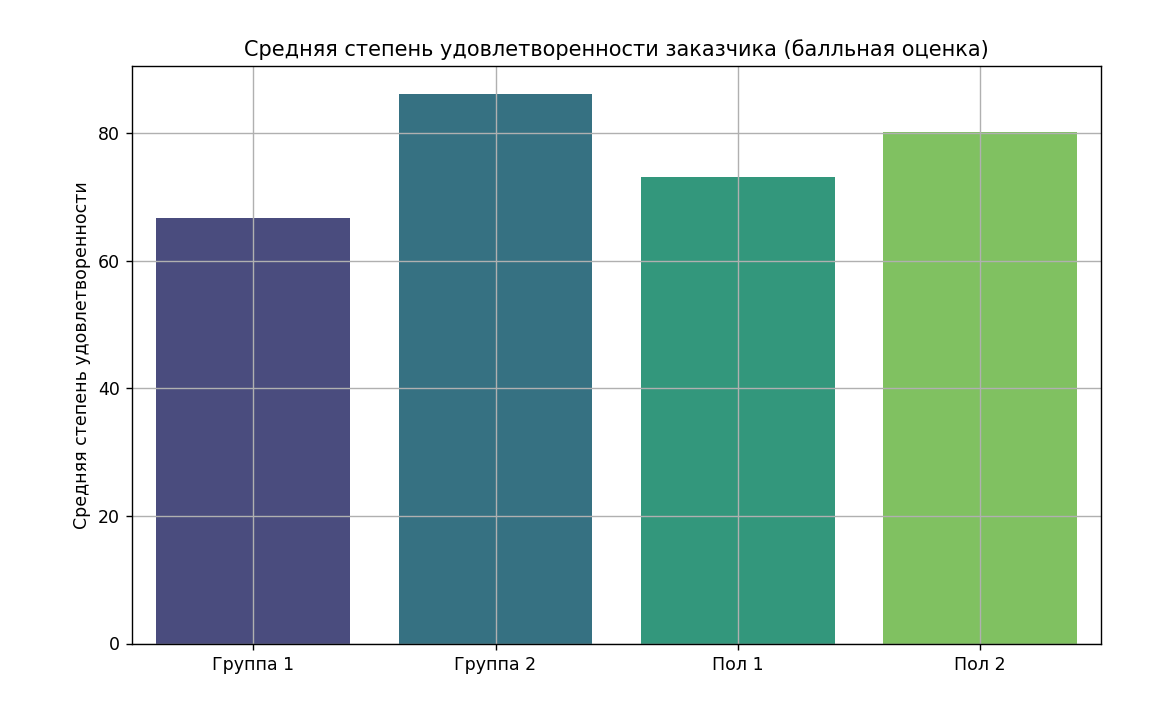 Средняя степень удовлетворенности заказчика (балльная оценка)
Средняя степень удовлетворенности
80
60
40
20
0
Группа 1
Группа 2
Пол 1
Пол 2